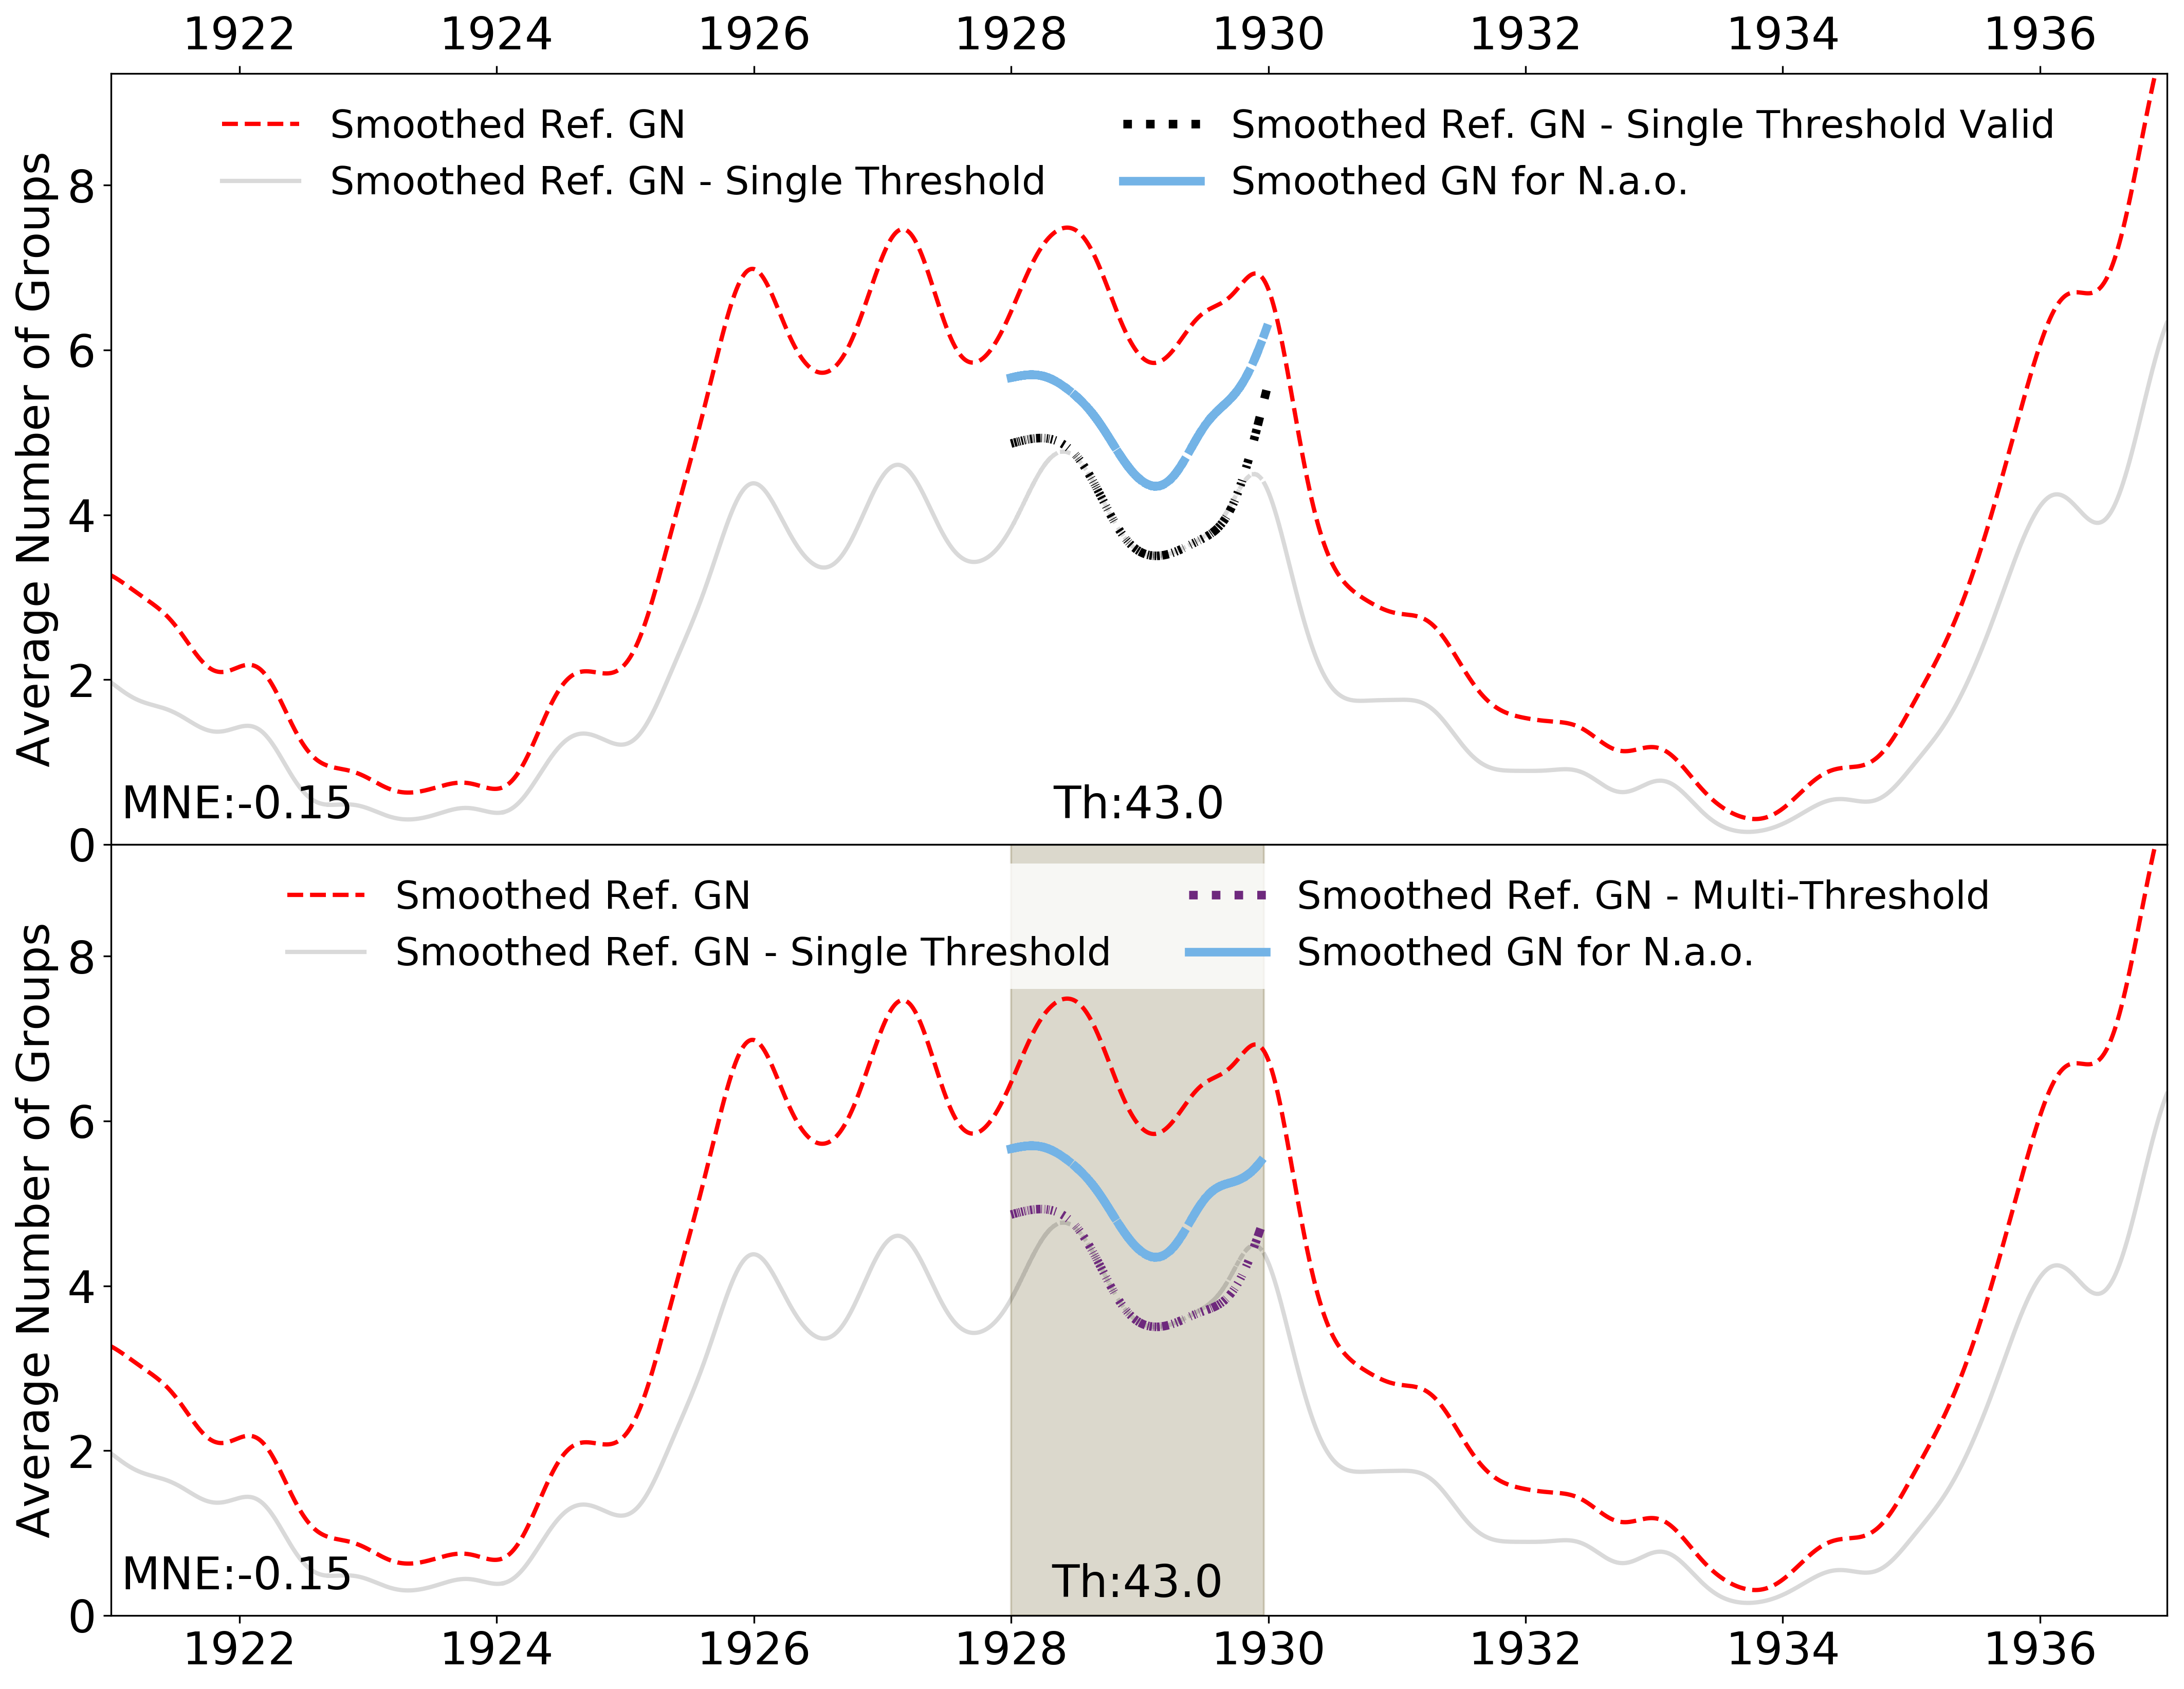 1922 1924 1926 1928 1930 1932 1934 1936
Smoothed Ref. GN
Smoothed Ref. GN - Single Threshold
Smoothed Ref. GN - Single Threshold Valid
Smoothed GN for N.a.o.
Average Number of Groups
8
6
4
2
0
MNE:-0.15
Th:43.0
Smoothed Ref. GN
Smoothed Ref. GN - Single Threshold
Smoothed Ref. GN - Multi-Threshold
Smoothed GN for N.a.o.
Average Number of Groups
8
6
4
2
0
MNE:-0.15
Th:43.0
1922 1924 1926 1928 1930 1932 1934 1936